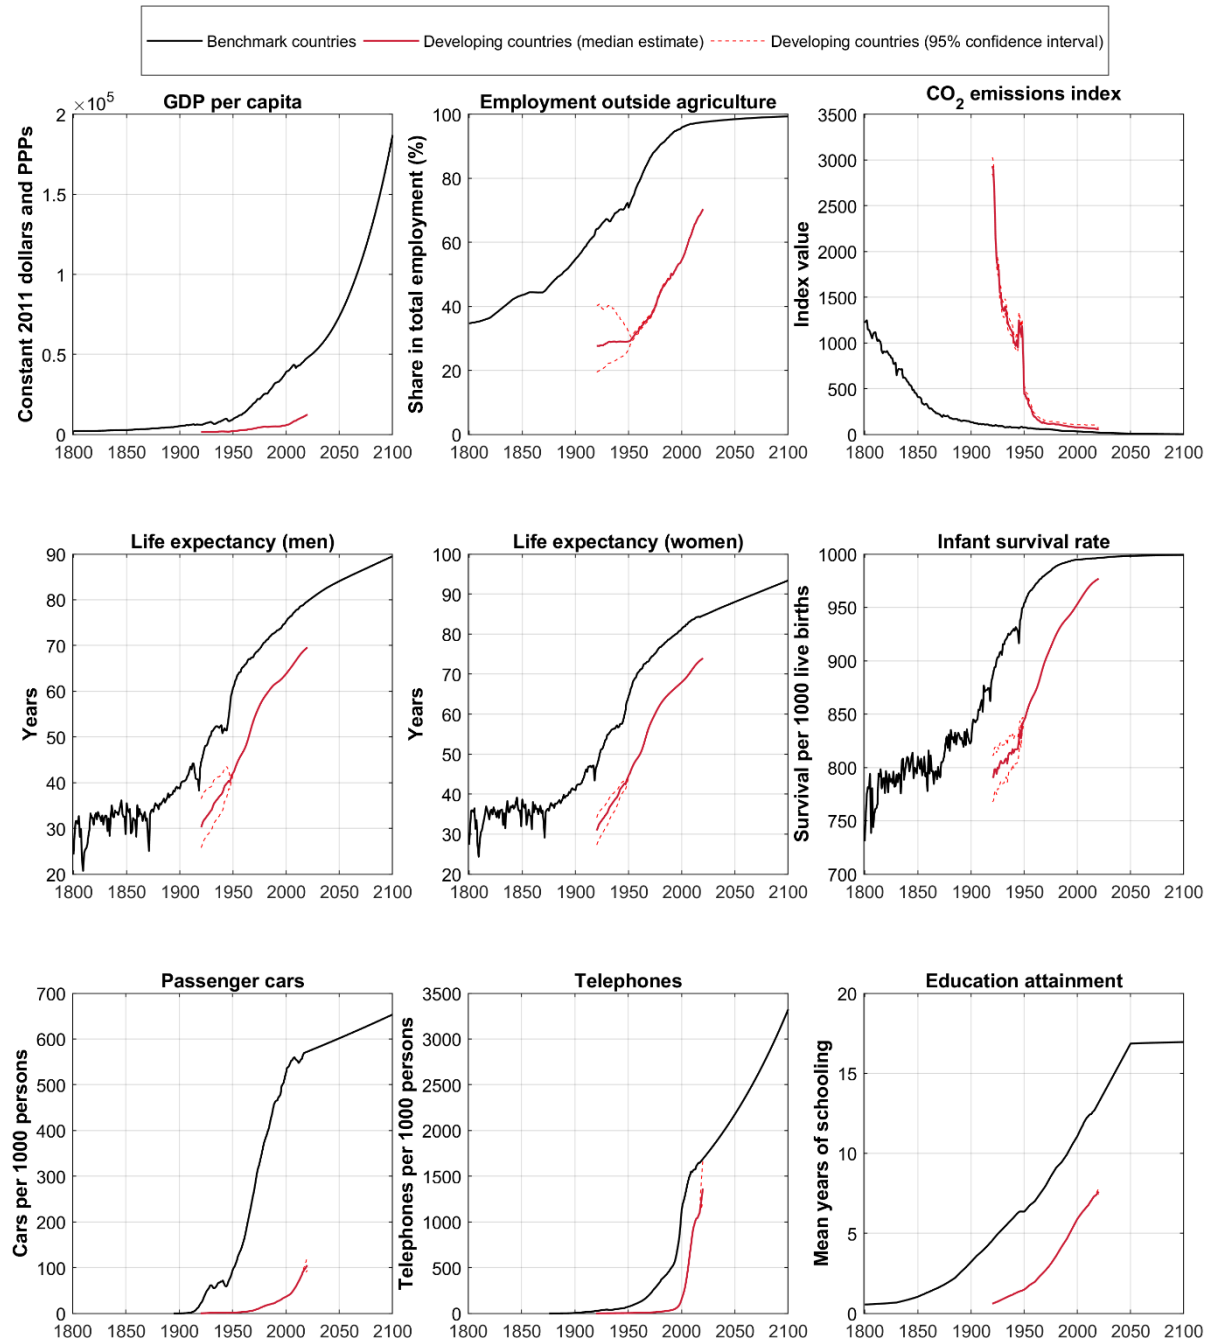 Benchmark countries Developing countries (median estimate) Developing countries (95% confidence interval)
GDP per capita
×10⁵
Constant 2011 dollars and PPPs
2
1.5
1
0.5
0
1800 1850 1900 1950 2000 2050 2100
Employment outside agriculture
Share in total employment (%)
100
80
60
40
20
0
1800 1850 1900 1950 2000 2050 2100
CO₂ emissions index
Index value
3500
3000
2500
2000
1500
1000
500
0
1800 1850 1900 1950 2000 2050 2100
Life expectancy (men)
Years
90
80
70
60
50
40
30
20
1800 1850 1900 1950 2000 2050 2100
Life expectancy (women)
Years
100
90
80
70
60
50
40
30
20
1800 1850 1900 1950 2000 2050 2100
Infant survival rate
Survival per 1000 live births
1000
950
900
850
800
750
700
1800 1850 1900 1950 2000 2050 2100
Passenger cars
Cars per 1000 persons
700
600
500
400
300
200
100
0
1800 1850 1900 1950 2000 2050 2100
Telephones
Telephones per 1000 persons
3500
3000
2500
2000
1500
1000
500
0
1800 1850 1900 1950 2000 2050 2100
Education attainment
Mean years of schooling
20
15
10
5
0
1800 1850 1900 1950 2000 2050 2100